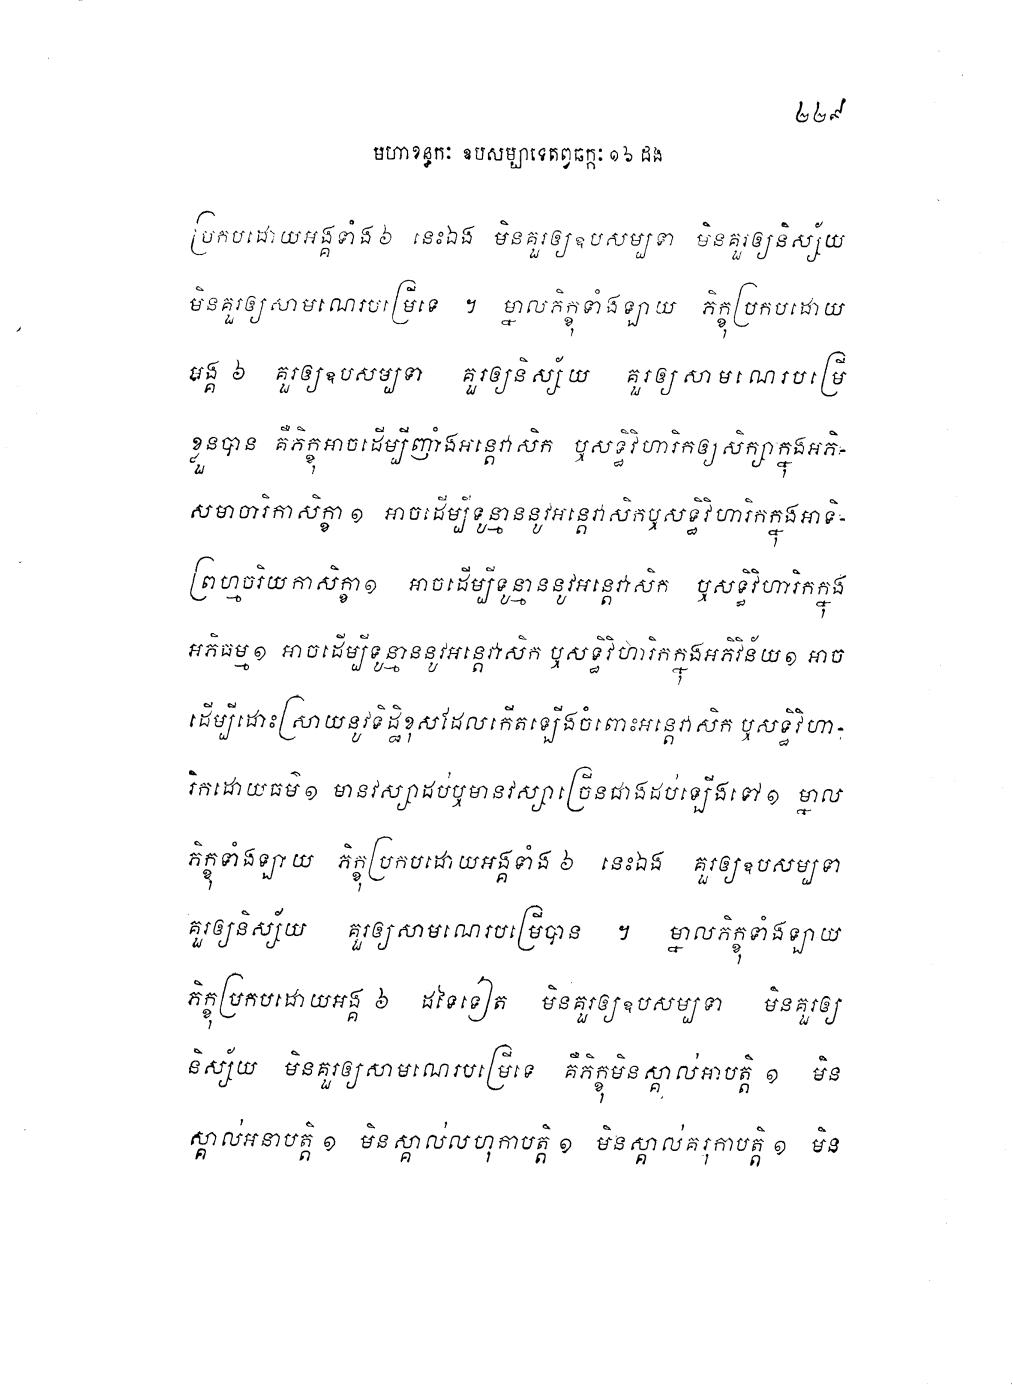 ២២៩
មហាខន្ធកៈ ឧបសម្បាទេតព្វឆក្កៈ ១៦ ដង
ប្រកបដោយអង្គទាំង ៦ នេះឯង មិនគួរឲ្យឧបសម្បទា មិនគួរឲ្យនិស្ស័យ
មិនគួរឲ្យសាមណេរបម្រើទេ ។ ម្នាលភិក្ខុទាំងឡាយ ភិក្ខុប្រកបដោយ
អង្គ ៦ គួរឲ្យឧបសម្បទា គួរឲ្យនិស្ស័យ គួរឲ្យសាមណេរបម្រើ
ខ្លួនបាន គឺភិក្ខុអាចដើម្បីញ៉ាំងអន្តេវាសិក ឬសទ្ធិវិហារិកឲ្យសិក្សាក្នុងអភិ-
សមាចារិកាសិក្ខា ១ អាចដើម្បីទូន្មាននូវអន្តេវាសិកឬសទ្ធិវិហារិកក្នុងអាទិ-
ព្រហ្មចរិយកាសិក្ខា ១ អាចដើម្បីទូន្មាននូវអន្តេវាសិក ឬសទ្ធិវិហារិកក្នុង
អភិធម្ម ១ អាចដើម្បីទូន្មាននូវអន្តេវាសិក ឬសទ្ធិវិហារិកក្នុងអភិវិន័យ ១ អាច
ដើម្បីដោះស្រាយនូវទិដ្ឋិខុសដែលកើតឡើងចំពោះអន្តេវាសិក ឬសទ្ធិវិហា-
រិកដោយធម៌ ១ មានវស្សាដប់ឬមានវស្សាច្រើនជាងដប់ឡើងទៅ ១ ម្នាល
ភិក្ខុទាំងឡាយ ភិក្ខុប្រកបដោយអង្គទាំង ៦ នេះឯង គួរឲ្យឧបសម្បទា
គួរឲ្យនិស្ស័យ គួរឲ្យសាមណេរបម្រើបាន ។ ម្នាលភិក្ខុទាំងឡាយ
ភិក្ខុប្រកបដោយអង្គ ៦ ដទៃទៀត មិនគួរឲ្យឧបសម្បទា មិនគួរឲ្យ
និស្ស័យ មិនគួរឲ្យសាមណេរបម្រើទេ គឺភិក្ខុមិនស្គាល់អាបត្តិ ១ មិន
ស្គាល់អនាបត្តិ ១ មិនស្គាល់លហុកាបត្តិ ១ មិនស្គាល់គរុកាបត្តិ ១ មិន